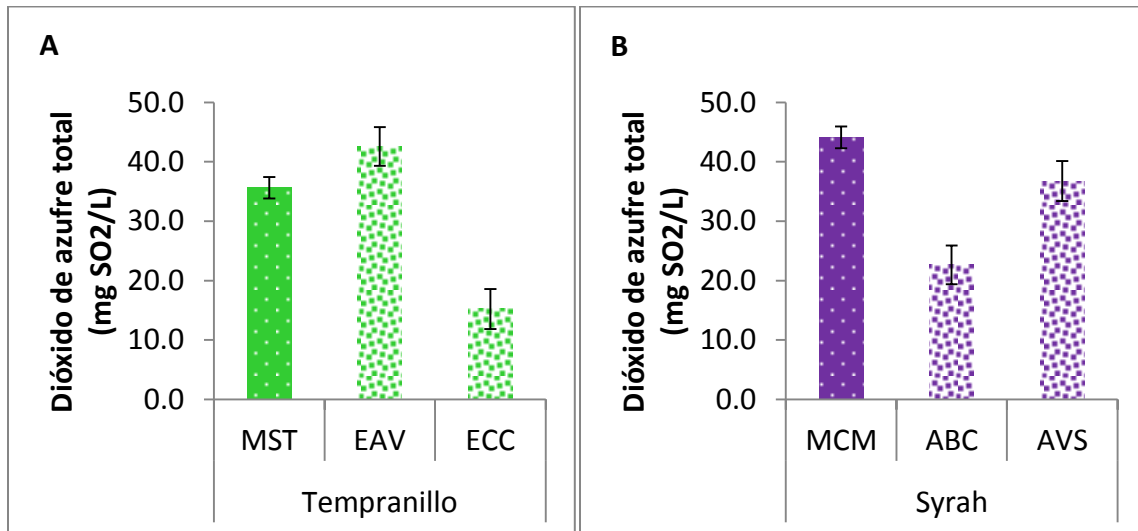 A
Dióxido de azufre total
(mg SO2/L)
50.0
40.0
30.0
20.0
10.0
0.0
MST EAV ECC
Tempranillo
B
Dióxido de azufre total
(mg SO2/L)
50.0
40.0
30.0
20.0
10.0
0.0
MCM ABC AVS
Syrah